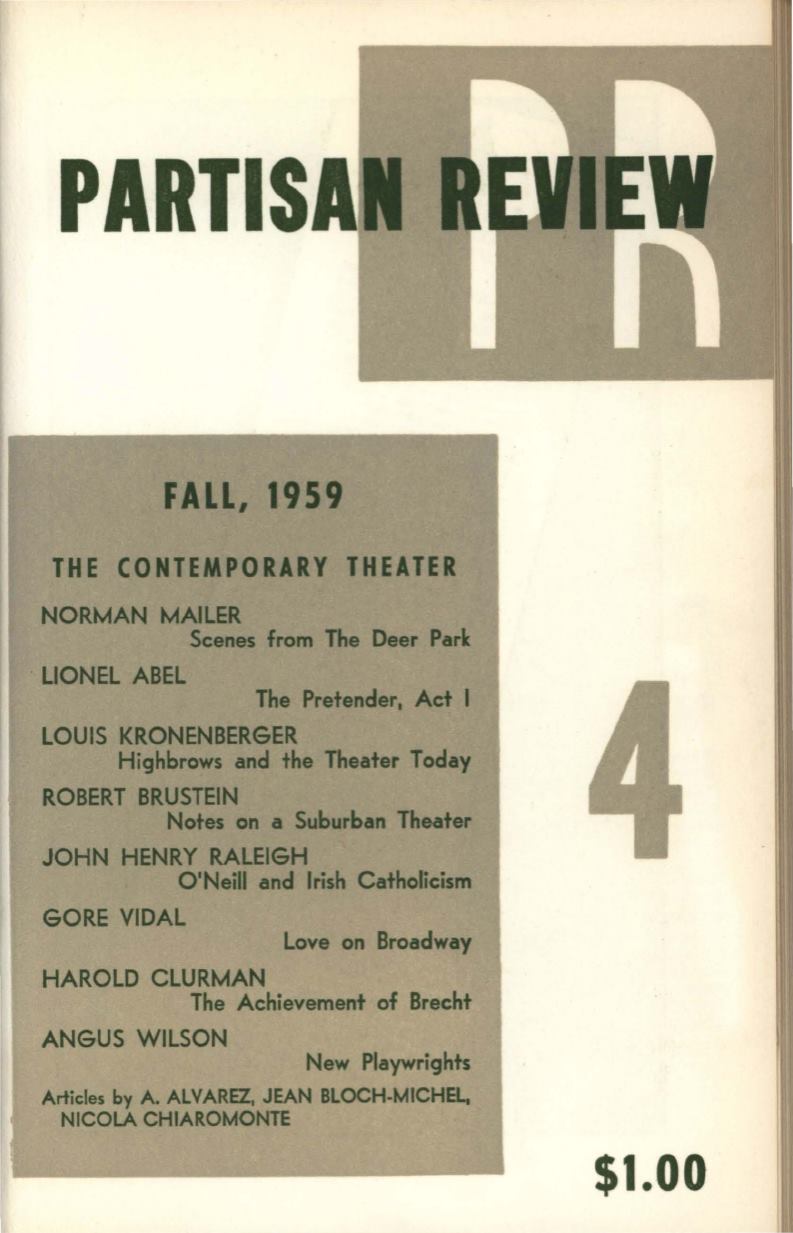 PR
PARTISAN REVIEW
FALL, 1959
THE CONTEMPORARY THEATER
NORMAN MAILER
Scenes from The Deer Park
LIONEL ABEL
The Pretender, Act I
LOUIS KRONENBERGER
Highbrows and the Theater Today
ROBERT BRUSTEIN
Notes on a Suburban Theater
JOHN HENRY RALEIGH
O'Neill and Irish Catholicism
GORE VIDAL
Love on Broadway
HAROLD CLURMAN
The Achievement of Brecht
ANGUS WILSON
New Playwrights
Articles by A. ALVAREZ, JEAN BLOCH-MICHEL,
NICOLA CHIAROMONTE
4
$1.00